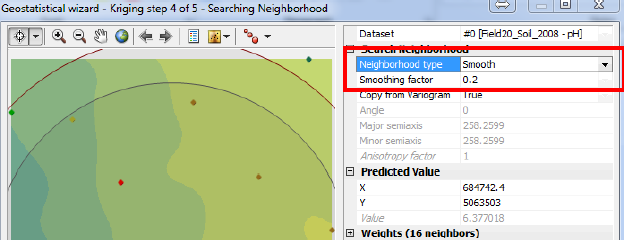 Geostatistical wizard - Kriging step 4 of 5 - Searching Neighborhood
Dataset #0 [Field20_Soil_2008 - pH]
Search Neighborhood
Neighborhood type Smooth
Smoothing factor 0.2
Copy from Variogram True
Angle 0
Major semiaxis 258.2599
Minor semiaxis 258.2599
Anisotropy factor 1
Predicted Value
X 684742.4
Y 5063503
Value 6.377018
Weights (16 neighbors)